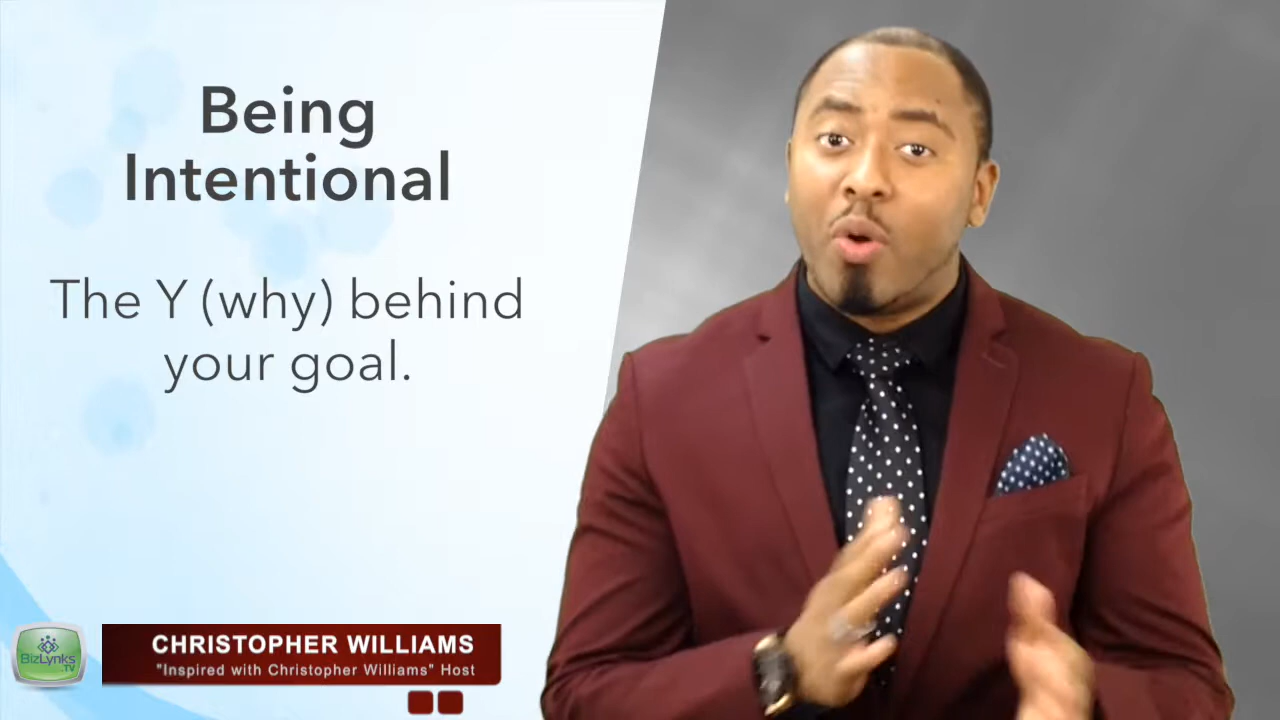 Being
Intentional
The Y (why) behind
your goal.
CHRISTOPHER WILLIAMS
"Inspired with Christopher Williams" Host
BizLynks
.TV